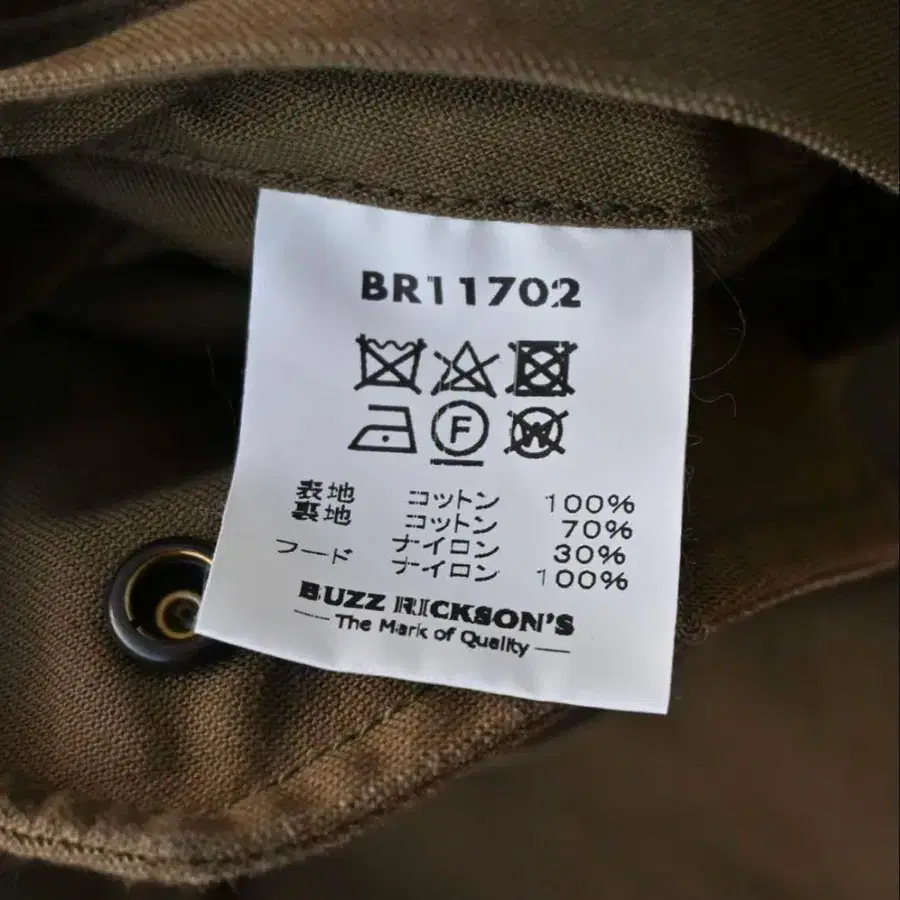 BR11702
F
W
表地 コットン 100%
裏地 コットン 70%
ナイロン 30%
フード ナイロン 100%
BUZZ RICKSON'S
The Mark of Quality